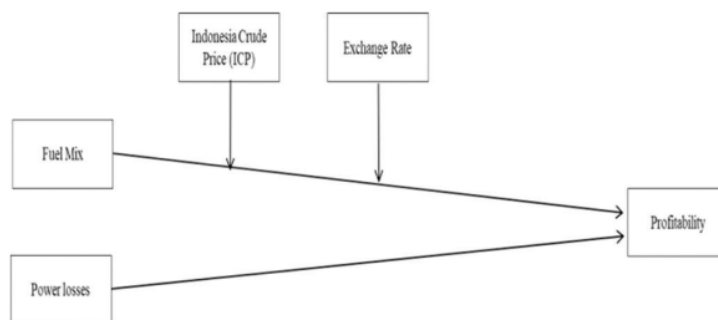 Indonesia Crude
Price (ICP)
Exchange Rate
Fuel Mix
Profitability
Power losses